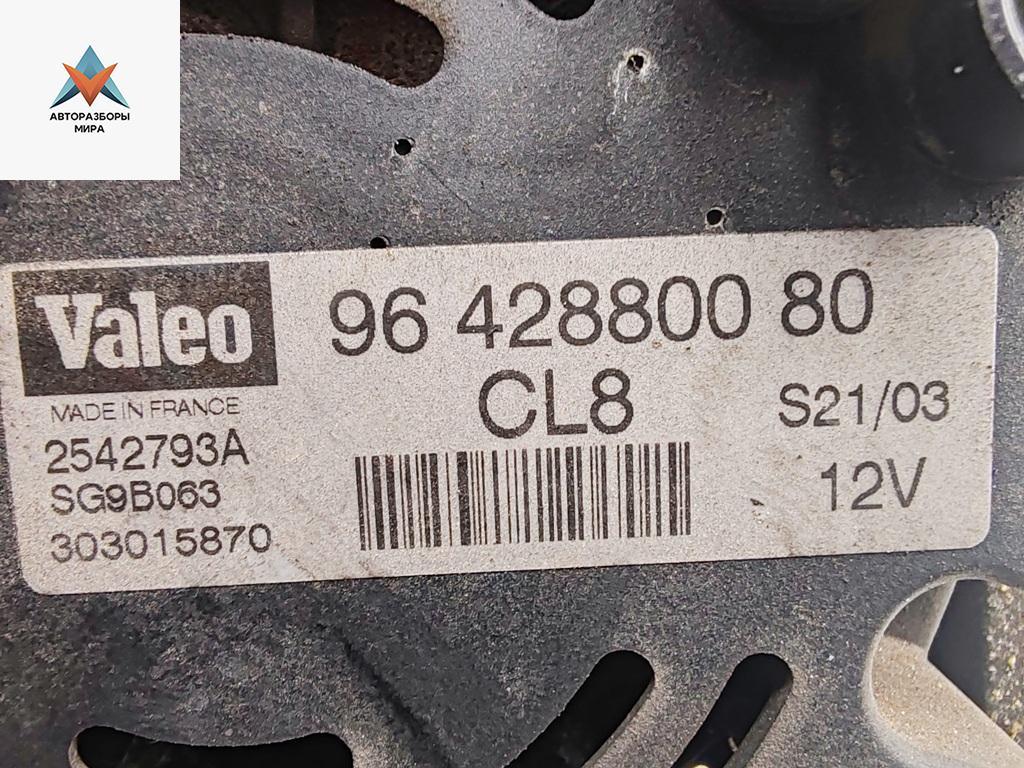 АВТОРАЗБОРЫ
МИРА
Valeo
96 428800 80
MADE IN FRANCE
CL8
S21/03
2542793A
SG9B063
12V
303015870